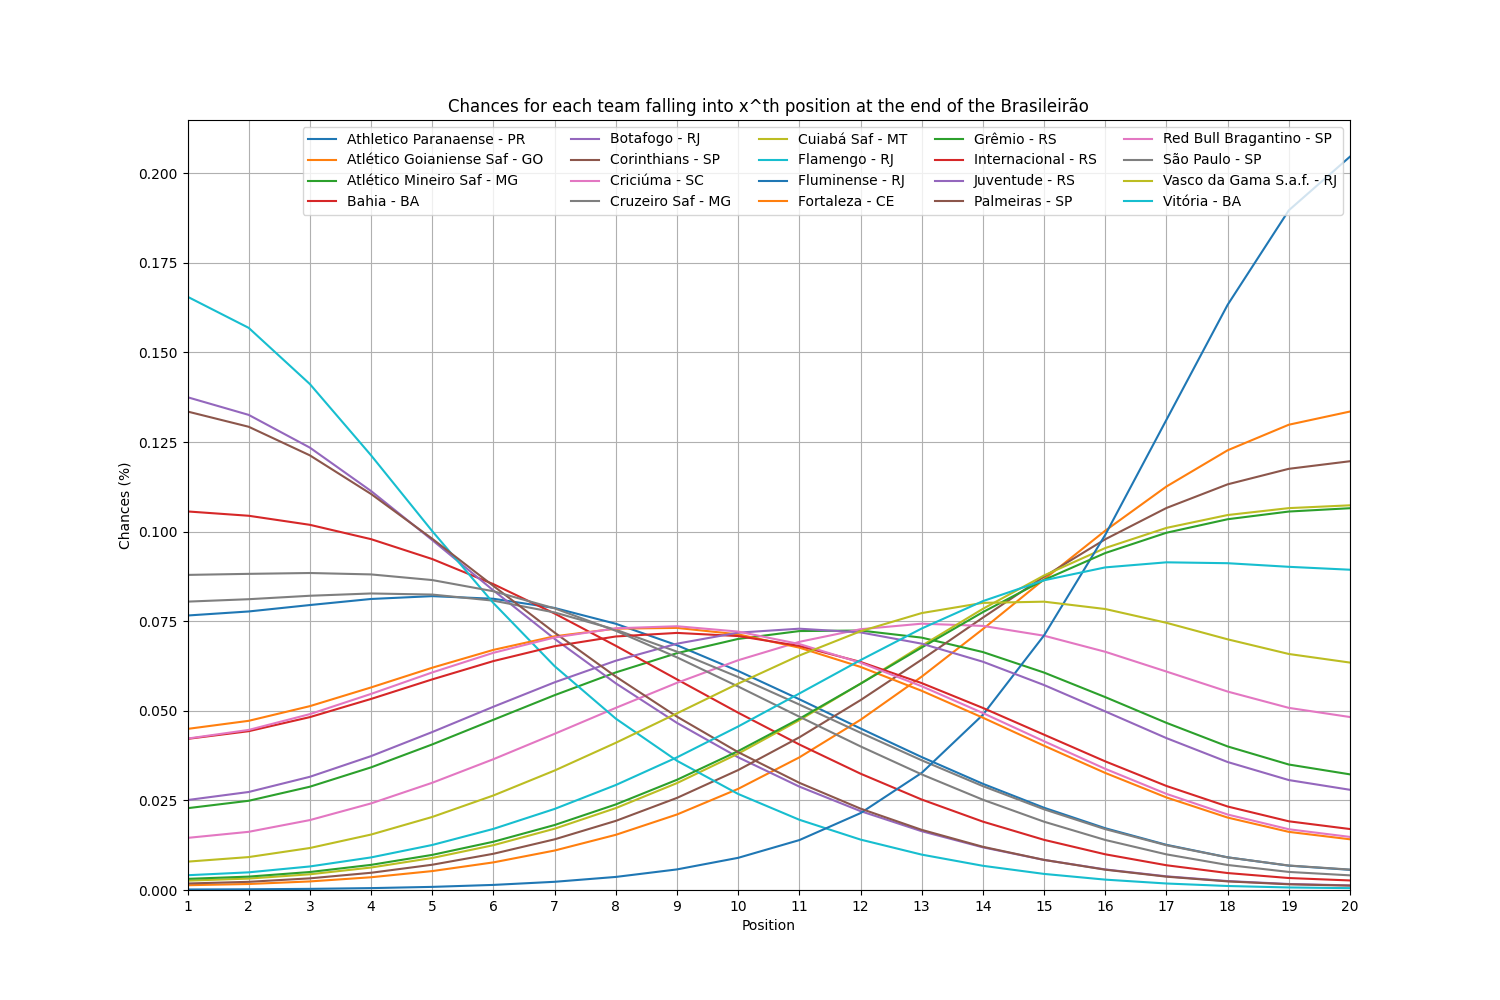 Chances for each team falling into x^th position at the end of the Brasileirão
Athletico Paranaense - PR
Atlético Goianiense Saf - GO
Atlético Mineiro Saf - MG
Bahia - BA
Botafogo - RJ
Corinthians - SP
Criciúma - SC
Cruzeiro Saf - MG
Cuiabá Saf - MT
Flamengo - RJ
Fluminense - RJ
Fortaleza - CE
Grêmio - RS
Internacional - RS
Juventude - RS
Palmeiras - SP
Red Bull Bragantino - SP
São Paulo - SP
Vasco da Gama S.a.f. - RJ
Vitória - BA
Chances (%)
0.200
0.175
0.150
0.125
0.100
0.075
0.050
0.025
0.000
1 2 3 4 5 6 7 8 9 10 11 12 13 14 15 16 17 18 19 20
Position